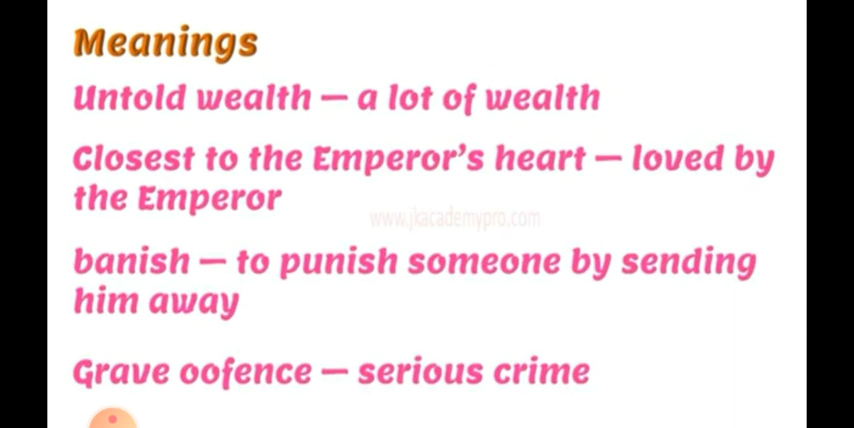 Meanings
Untold wealth — a lot of wealth
Closest to the Emperor's heart — loved by
the Emperor
www.jkacademypro.com
banish — to punish someone by sending
him away
Grave oofence — serious crime